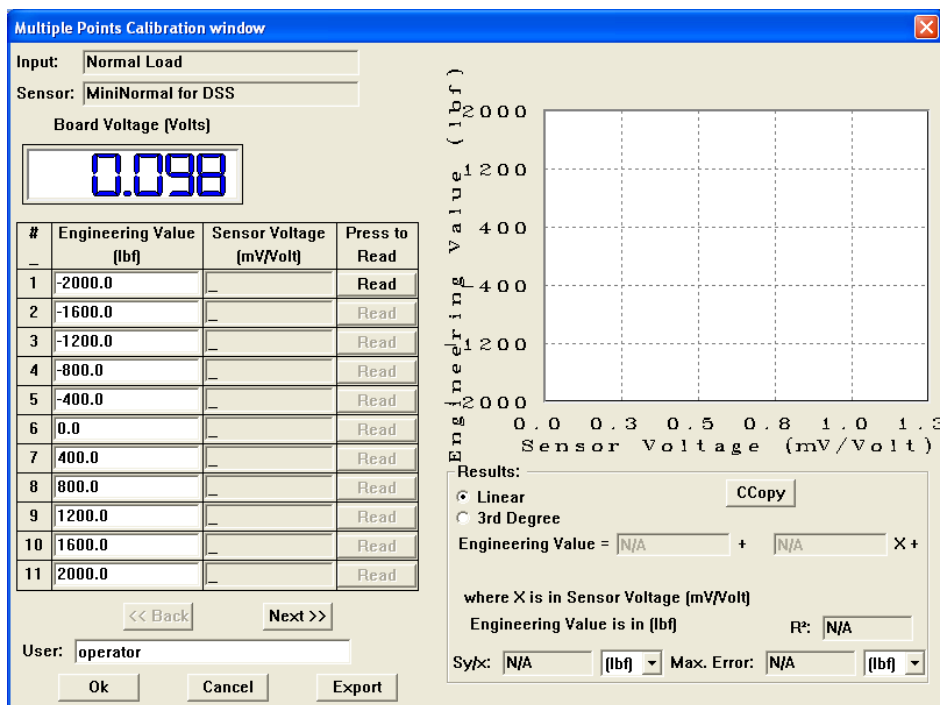 Multiple Points Calibration window
Input: Normal Load
Sensor: MiniNormal for DSS
Board Voltage (Volts)
0.098
# Engineering Value Sensor Voltage Press to
_ (lbf) (mV/Volt) Read
1 -2000.0 _ Read
2 -1600.0 _ Read
3 -1200.0 _ Read
4 -800.0 _ Read
5 -400.0 _ Read
6 0.0 _ Read
7 400.0 _ Read
8 800.0 _ Read
9 1200.0 _ Read
10 1600.0 _ Read
11 2000.0 _ Read
<< Back Next >>
User: operator
Ok Cancel Export
Engineering Value (lbf)
2000
1200
400
-400
-1200
-2000
0.0 0.3 0.5 0.8 1.0 1.3
Sensor Voltage (mV/Volt)
Results:
Linear
CCopy
3rd Degree
Engineering Value = N/A + N/A X +
where X is in Sensor Voltage (mV/Volt)
Engineering Value is in (lbf) R²: N/A
Sy/x: N/A (lbf) Max. Error: N/A (lbf)